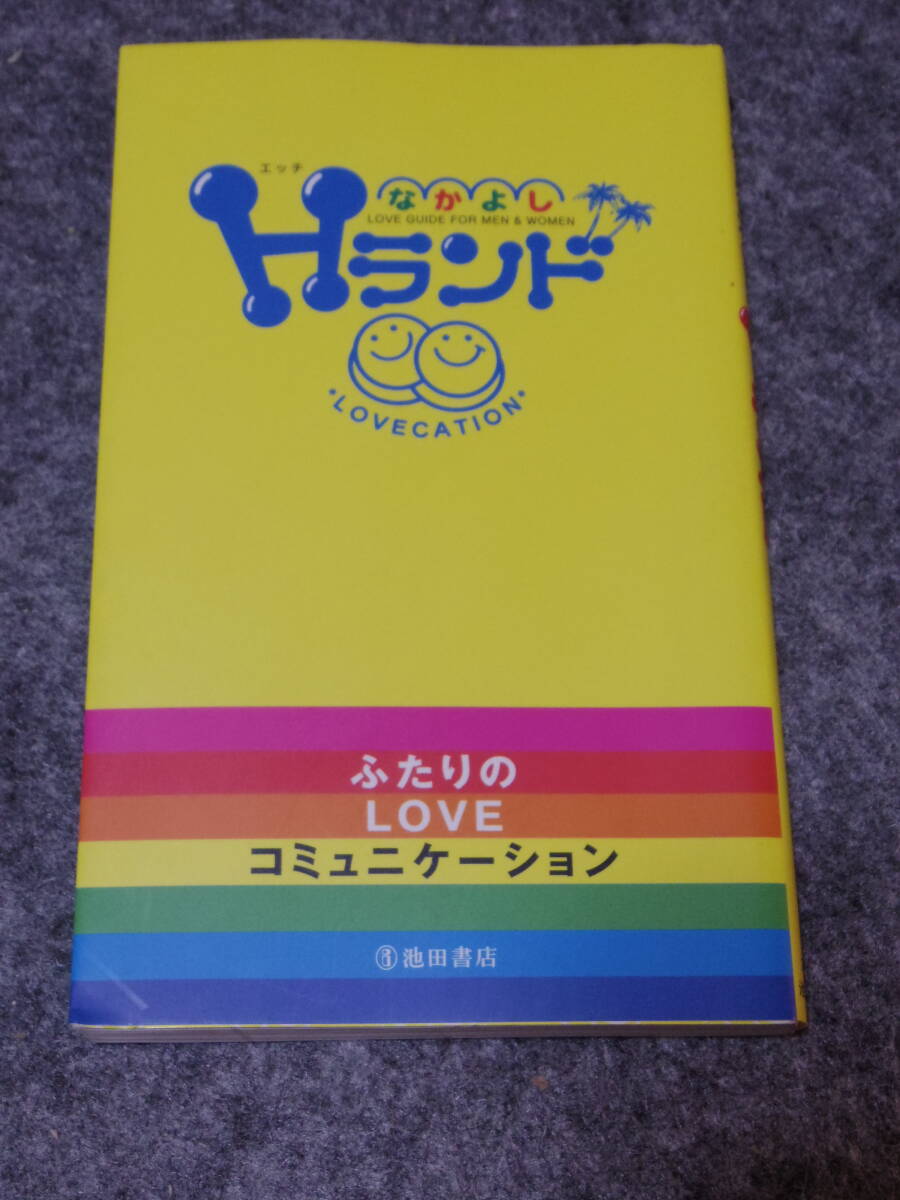 エッチ
なかよし
LOVE GUIDE FOR MEN & WOMEN
Hランド
・LOVECATION・
ふたりの
LOVE
コミュニケーション
池田書店